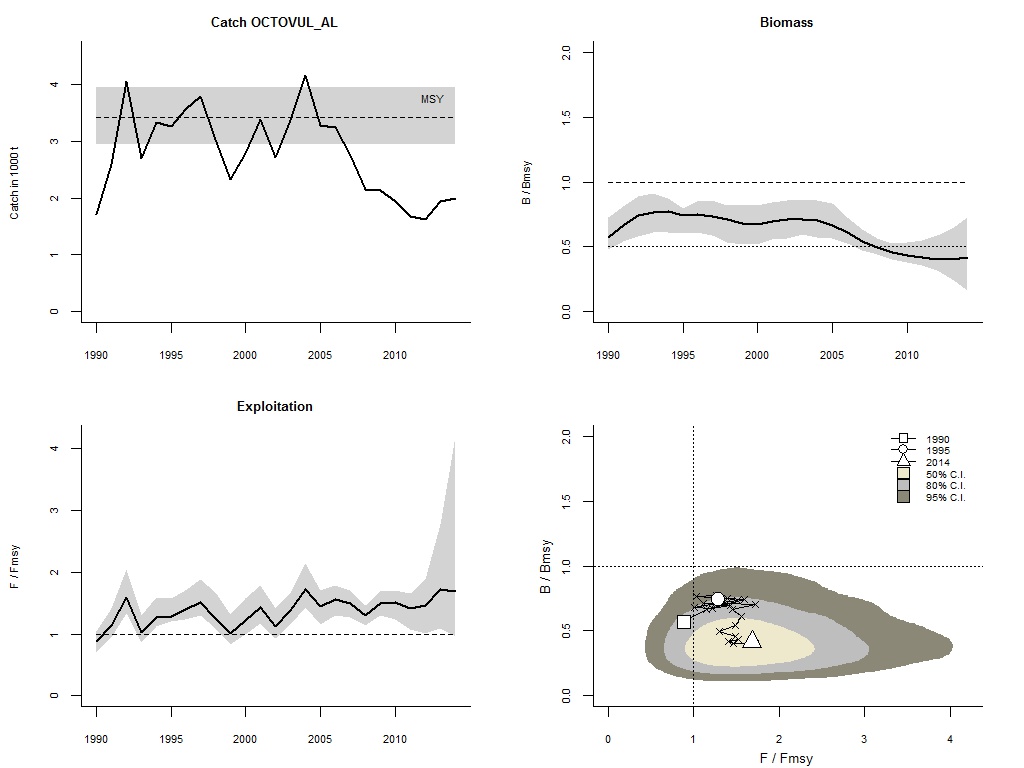 Catch OCTOVUL_AL
Catch in 1000 t
4
3
2
1
0
MSY
1990 1995 2000 2005 2010
Biomass
B / Bmsy
2.0
1.5
1.0
0.5
0.0
1990 1995 2000 2005 2010
Exploitation
F / Fmsy
4
3
2
1
0
1990 1995 2000 2005 2010
B / Bmsy
2.0
1.5
1.0
0.5
0.0
1990
1995
2014
50% C.I.
80% C.I.
95% C.I.
0 1 2 3 4
F / Fmsy